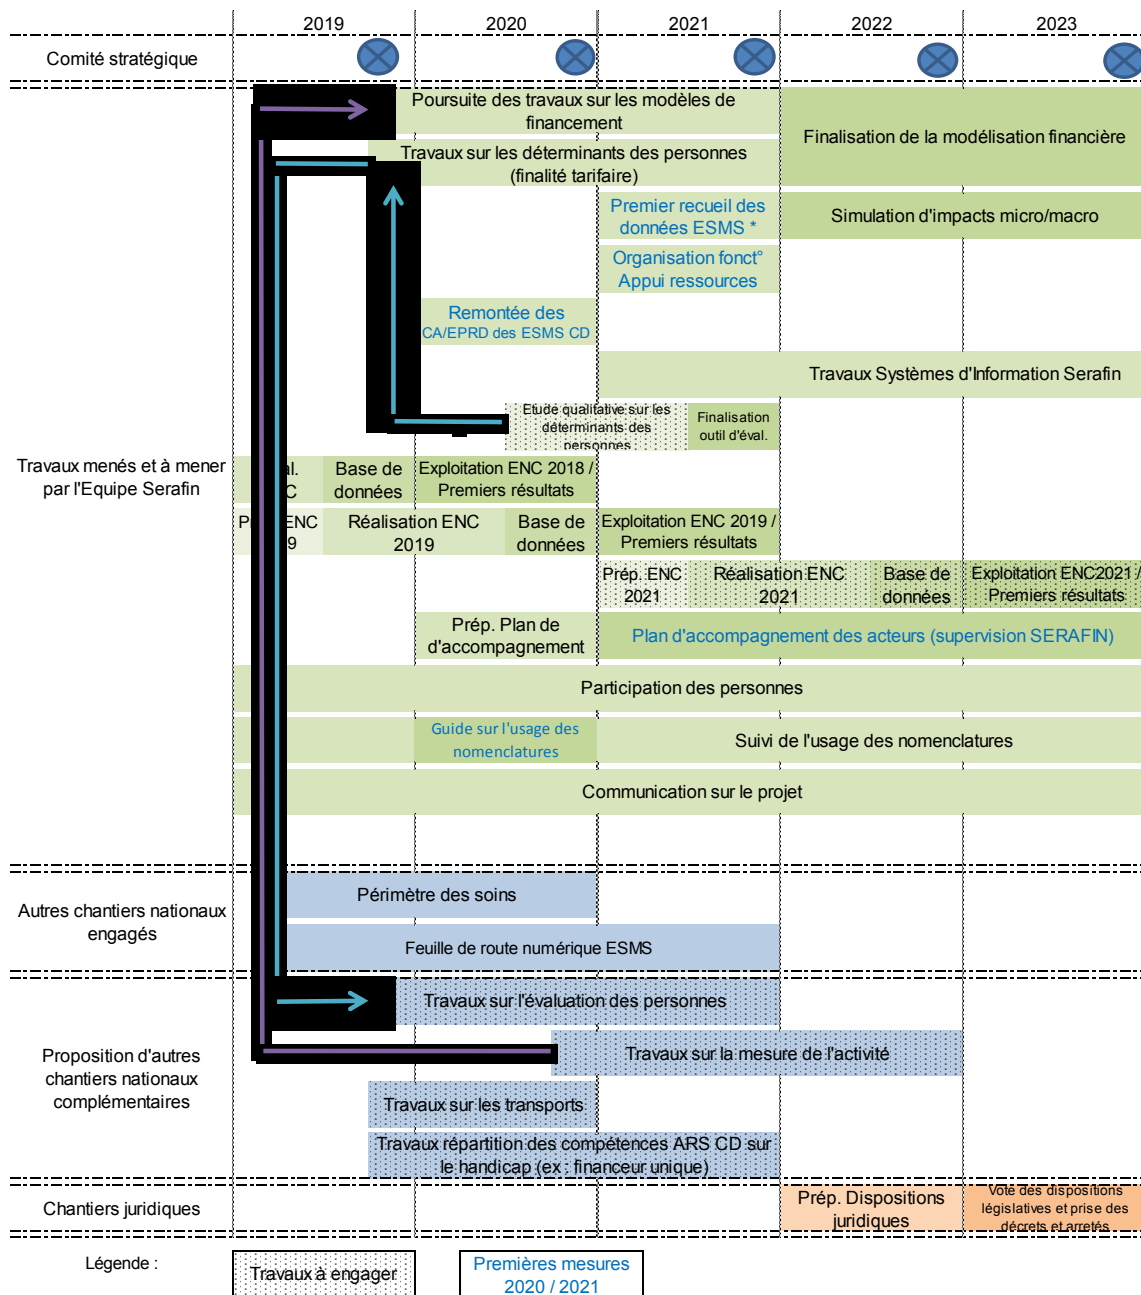 2019 2020 2021 2022 2023
Comité stratégique
Poursuite des travaux sur les modèles de
financement
Finalisation de la modélisation financière
Travaux sur les déterminants des personnes
(finalité tarifaire)
Premier recueil des
données ESMS *
Simulation d'impacts micro/macro
Organisation fonct°
Appui ressources
Remontée des
CA/EPRD des ESMS CD
Travaux Systèmes d'Information Serafin
Etude qualitative sur les
déterminants des
personnes
Finalisation
outil d'éval.
Travaux menés et à mener
par l'Equipe Serafin
Base de
données
Exploitation ENC 2018 /
Premiers résultats
ENC
Réalisation ENC
2019
Base de
données
Exploitation ENC 2019 /
Premiers résultats
Prép. ENC
2021
Réalisation ENC
2021
Base de
données
Exploitation ENC2021 /
Premiers résultats
Prép. Plan de
d'accompagnement
Plan d'accompagnement des acteurs (supervision SERAFIN)
Participation des personnes
Guide sur l'usage des
nomenclatures
Suivi de l'usage des nomenclatures
Communication sur le projet
Autres chantiers nationaux
engagés
Périmètre des soins
Feuille de route numérique ESMS
Proposition d'autres
chantiers nationaux
complémentaires
Travaux sur l'évaluation des personnes
Travaux sur la mesure de l'activité
Travaux sur les transports
Travaux répartition des compétences ARS CD sur
le handicap (ex : financeur unique)
Chantiers juridiques
Prép. Dispositions
juridiques
Vote des dispositions
législatives et prise des
décrets et arretés
Légende :
Travaux à engager
Premières mesures
2020 / 2021